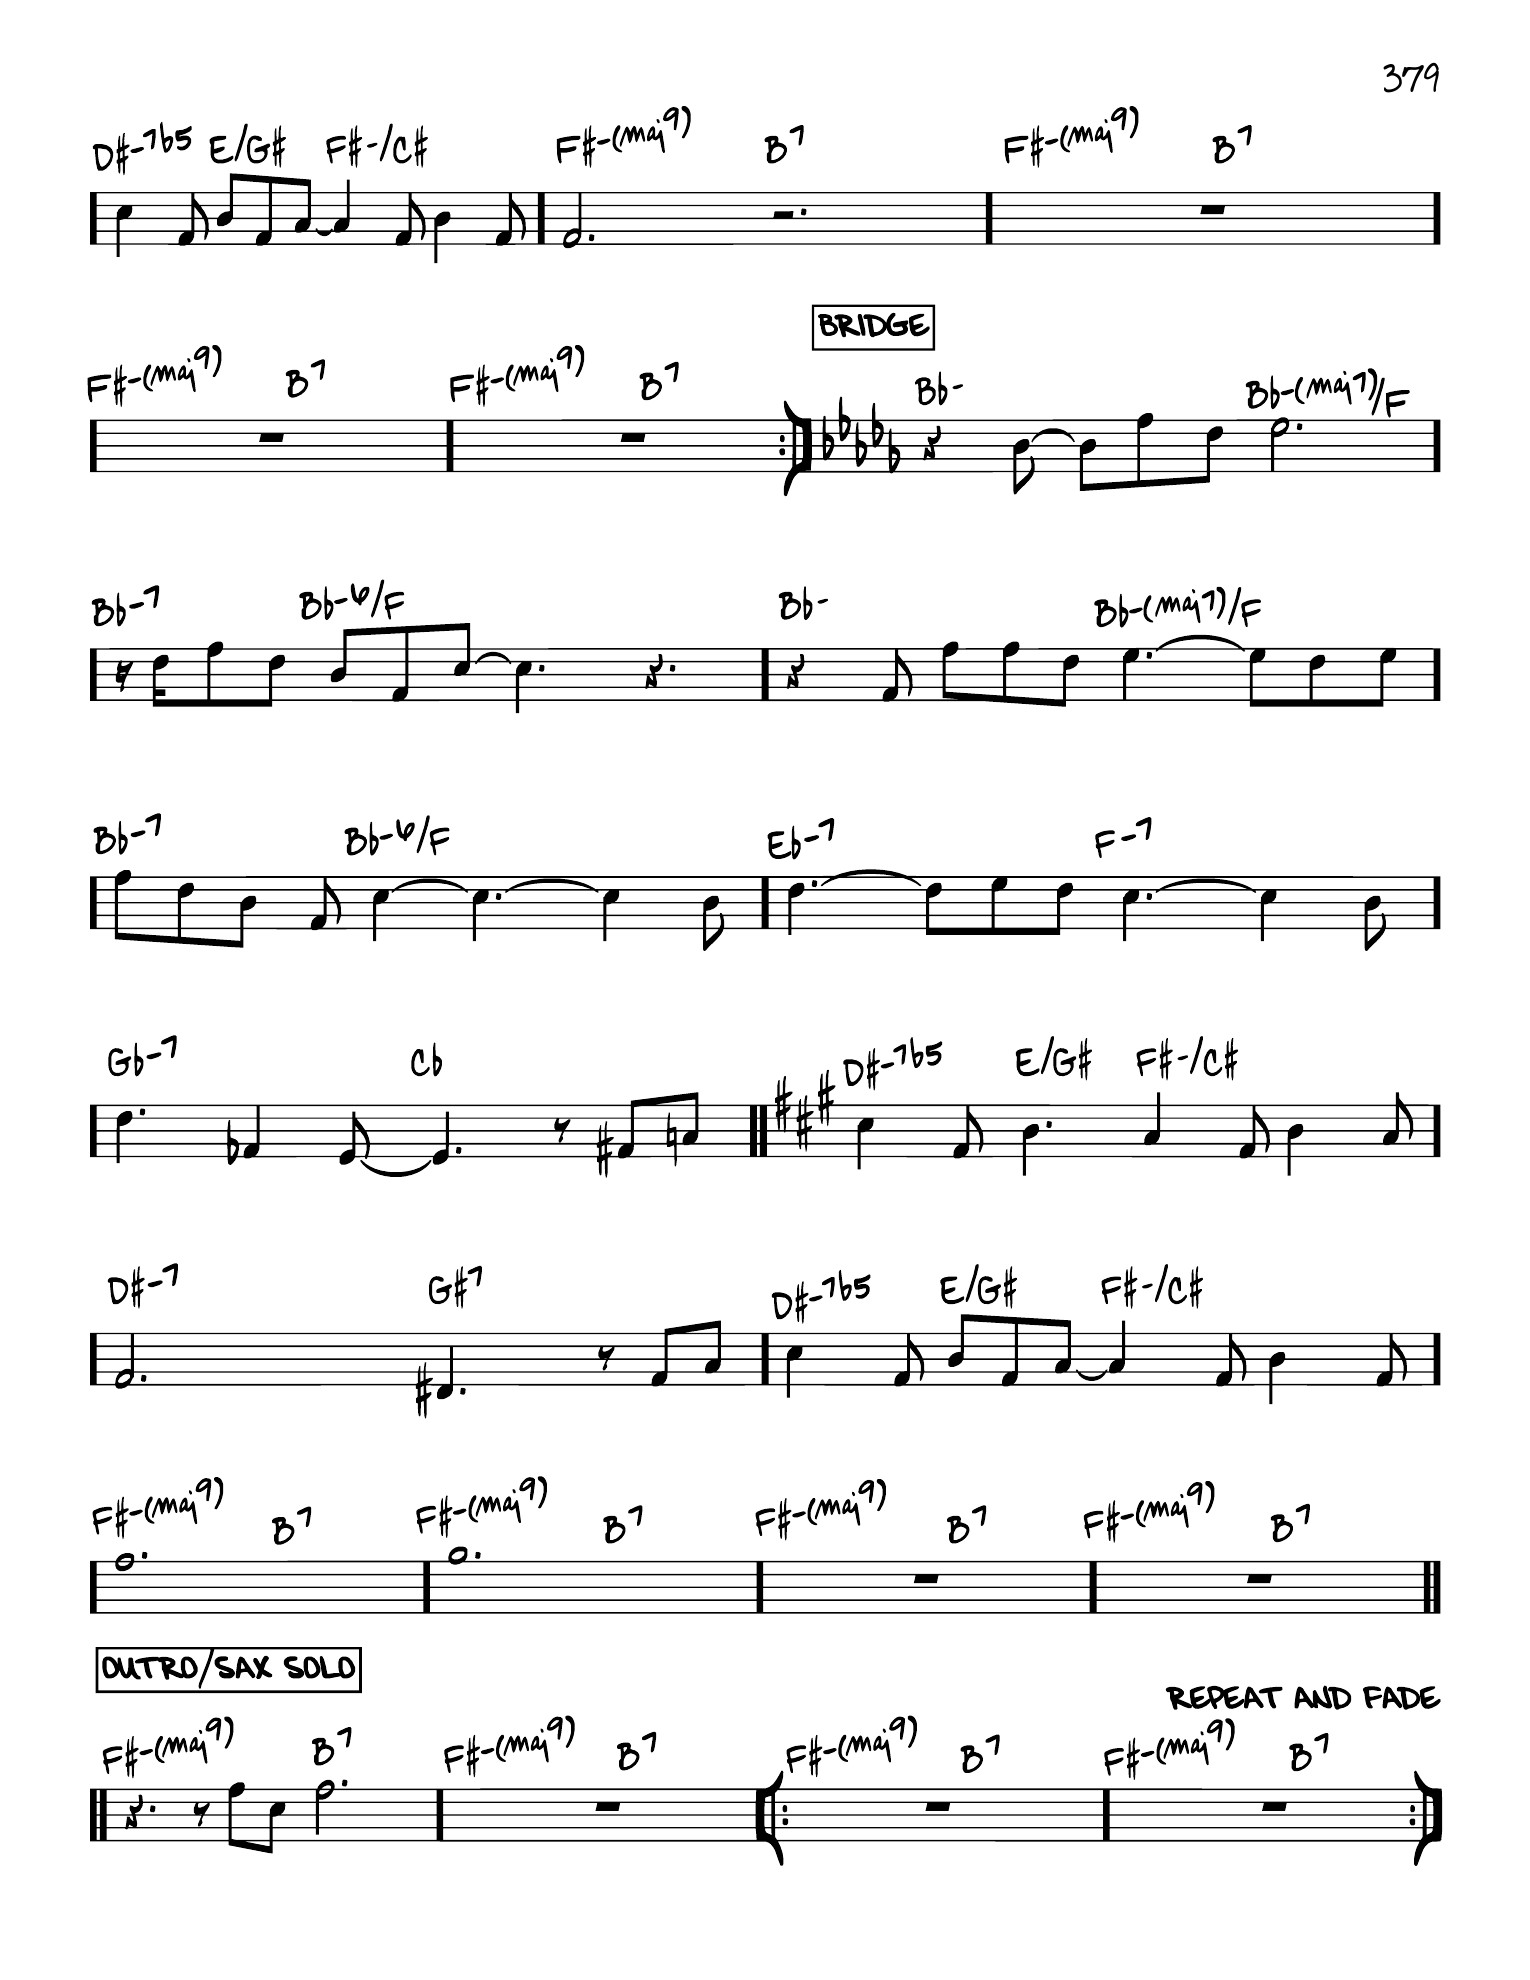 379
D#-7b5 E/G# F#-/C# F#-(maj9) B7 F#-(maj9) B7
BRIDGE
F#-(maj9) B7 F#-(maj9) B7 Bb- Bb-(maj7)/F
Bb-7 Bb-6/F Bb- Bb-(maj7)/F
Bb-7 Bb-6/F Eb-7 F-7
Gb-7 Cb D#-7b5 E/G# F#-/C#
D#-7 G#7 D#-7b5 E/G# F#-/C#
F#-(maj9) B7 F#-(maj9) B7 F#-(maj9) B7 F#-(maj9) B7
OUTRO/SAX SOLO
REPEAT AND FADE
F#-(maj9) B7 F#-(maj9) B7 F#-(maj9) B7 F#-(maj9) B7